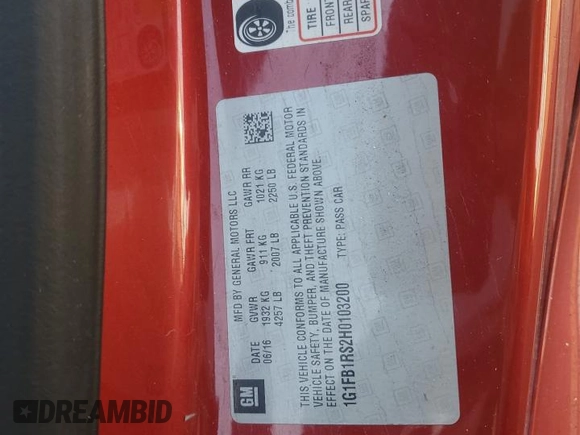 The comb
TIRE
FRONT
REAR
SPAR
GM
MFD BY GENERAL MOTORS LLC
DATE GVWR GAWR FRT GAWR RR
06/16 1932 KG 911 KG 1021 KG
4257 LB 2007 LB 2250 LB
THIS VEHICLE CONFORMS TO ALL APPLICABLE U.S. FEDERAL MOTOR
VEHICLE SAFETY, BUMPER, AND THEFT PREVENTION STANDARDS IN
EFFECT ON THE DATE OF MANUFACTURE SHOWN ABOVE.
1G1FB1RS2H0103200 TYPE: PASS CAR
DREAMBID